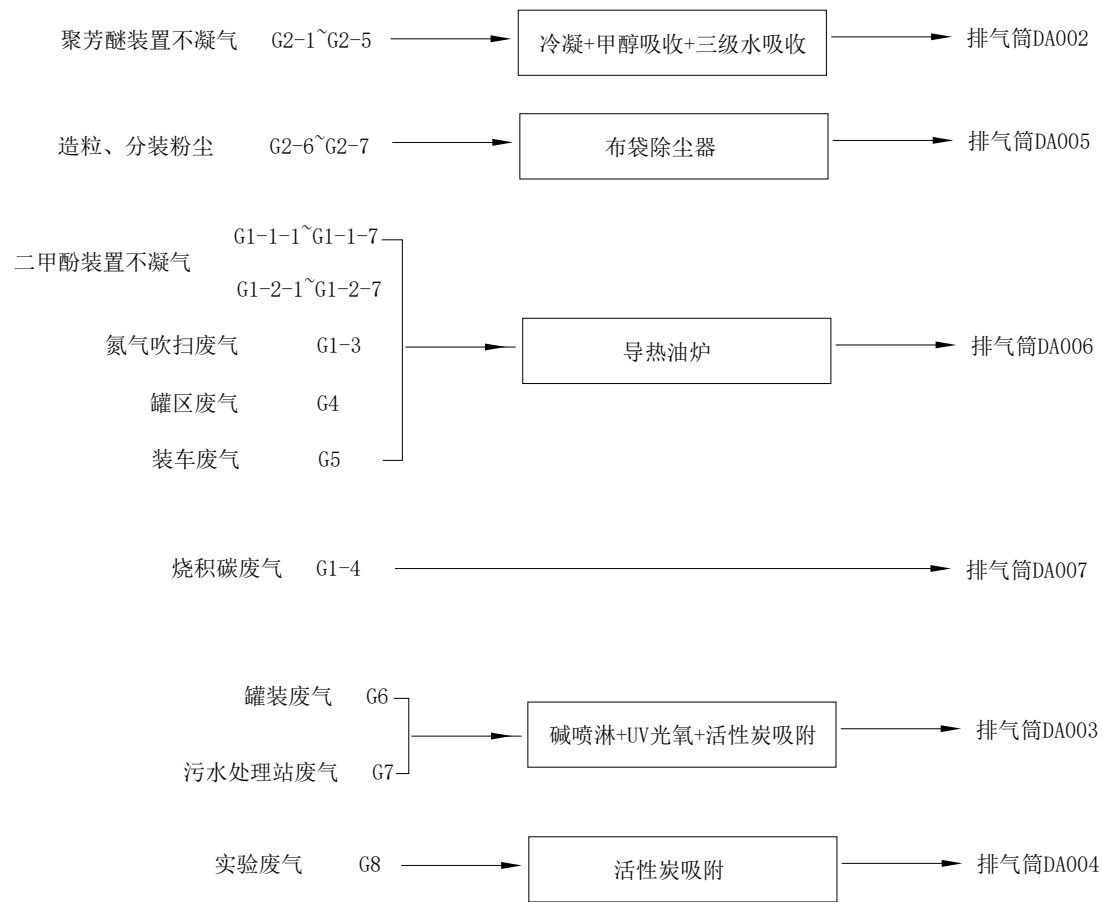 聚芳醚装置不凝气 G2-1~G2-5 冷凝+甲醇吸收+三级水吸收 排气筒DA002
造粒、分装粉尘 G2-6~G2-7 布袋除尘器 排气筒DA005
G1-1-1~G1-1-7
二甲酚装置不凝气
G1-2-1~G1-2-7
氮气吹扫废气 G1-3 导热油炉 排气筒DA006
罐区废气 G4
装车废气 G5
烧积碳废气 G1-4 排气筒DA007
罐装废气 G6
碱喷淋+UV光氧+活性炭吸附 排气筒DA003
污水处理站废气 G7
实验废气 G8 活性炭吸附 排气筒DA004